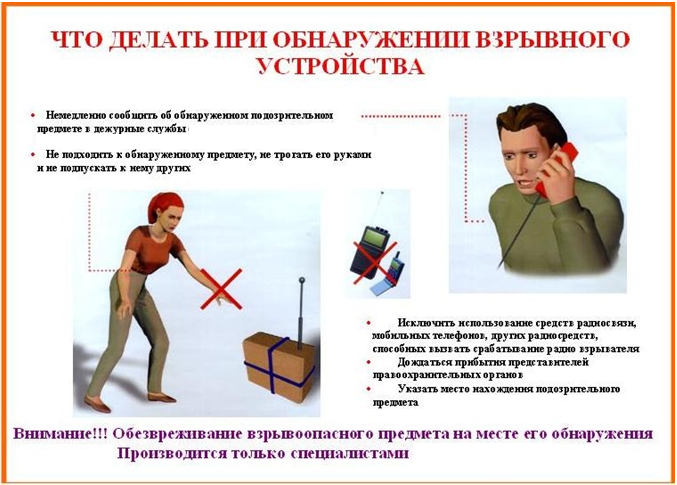 ЧТО ДЕЛАТЬ ПРИ ОБНАРУЖЕНИИ ВЗРЫВНОГО
УСТРОЙСТВА
• Немедленно сообщить об обнаруженном подозрительном
предмете в дежурные службы
• Не подходить к обнаруженному предмету, не трогать его руками
и не подпускать к нему других
• Исключить использование средств радиосвязи,
мобильных телефонов, других радиосредств,
способных вызвать срабатывание радио взрывателя
• Дождаться прибытия представителей
правоохранительных органов
• Указать место нахождения подозрительного
предмета
Внимание!!! Обезвреживание взрывоопасного предмета на месте его обнаружения
Производится только специалистами